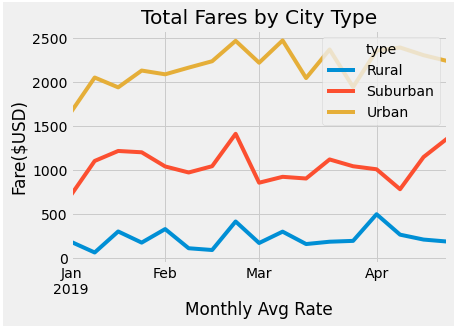 Total Fares by City Type
type
Rural
Suburban
Urban
Fare($USD)
2500
2000
1500
1000
500
0
Jan Feb Mar Apr
2019
Monthly Avg Rate